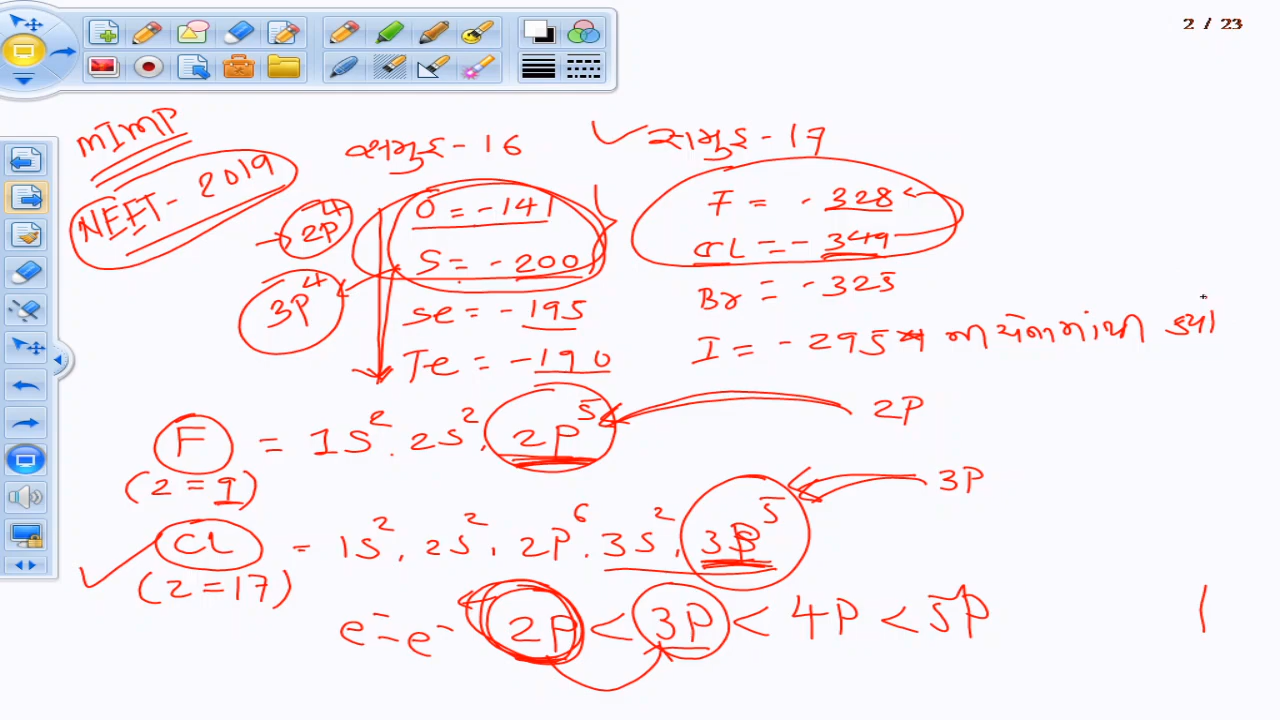 2 / 23
mImP
NEET - 2019
સમુહ - 16
સમુહ - 17
O = -141
F = - 328
2P⁴
S = - 200
CL = - 349
3P⁴
Se = - 195
Br = - 325
Te = - 190
I = - 295
F = 1S². 2S², 2P⁵
2P
(Z = 9)
3P
CL = 1S², 2S², 2P⁶. 3S², 3P⁵
(Z = 17)
e⁻ - e⁻ 2P < 3P < 4P < 5P